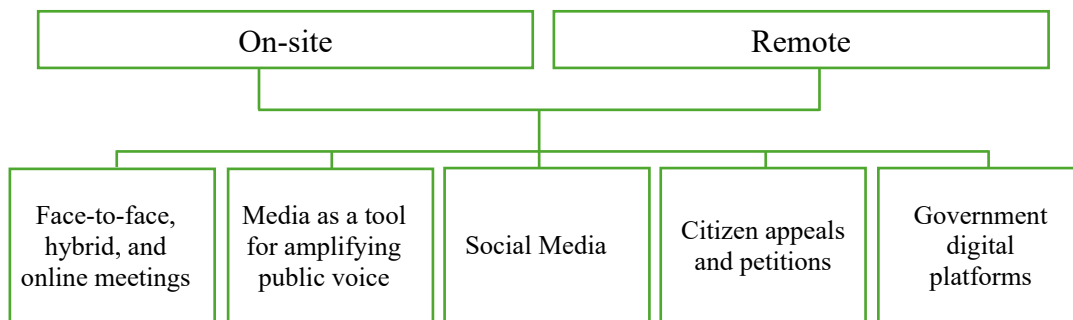 On-site
Remote
Face-to-face,
hybrid, and
online meetings
Media as a tool
for amplifying
public voice
Social Media
Citizen appeals
and petitions
Government
digital
platforms